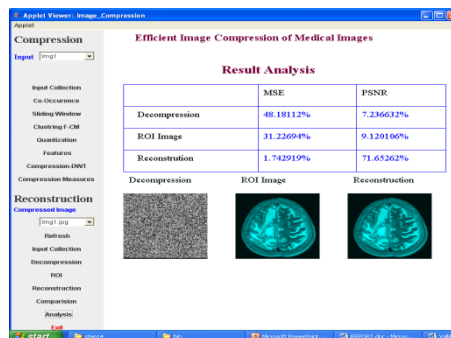 Applet Viewer: Image_Compression
Applet
Compression
Input img1
Input Collection
Co-Occurence
Sliding Window
Clustring F-CM
Quantization
Features
Compression-DWT
Compression Measures
Reconstruction
Compressed Image
img1.jpg
Refresh
Input Collection
Decompression
ROI
Reconstruction
Comparision
Analysis
Exit
Efficient Image Compression of Medical Images
Result Analysis
MSE PSNR
Decompression 48.18112% 7.236632%
ROI Image 31.22694% 9.120106%
Reconstrution 1.742919% 71.65262%
Decompression ROI Image Reconstruction
start
bin
Microsoft PowerPoint...
REPORT.doc - Micros...